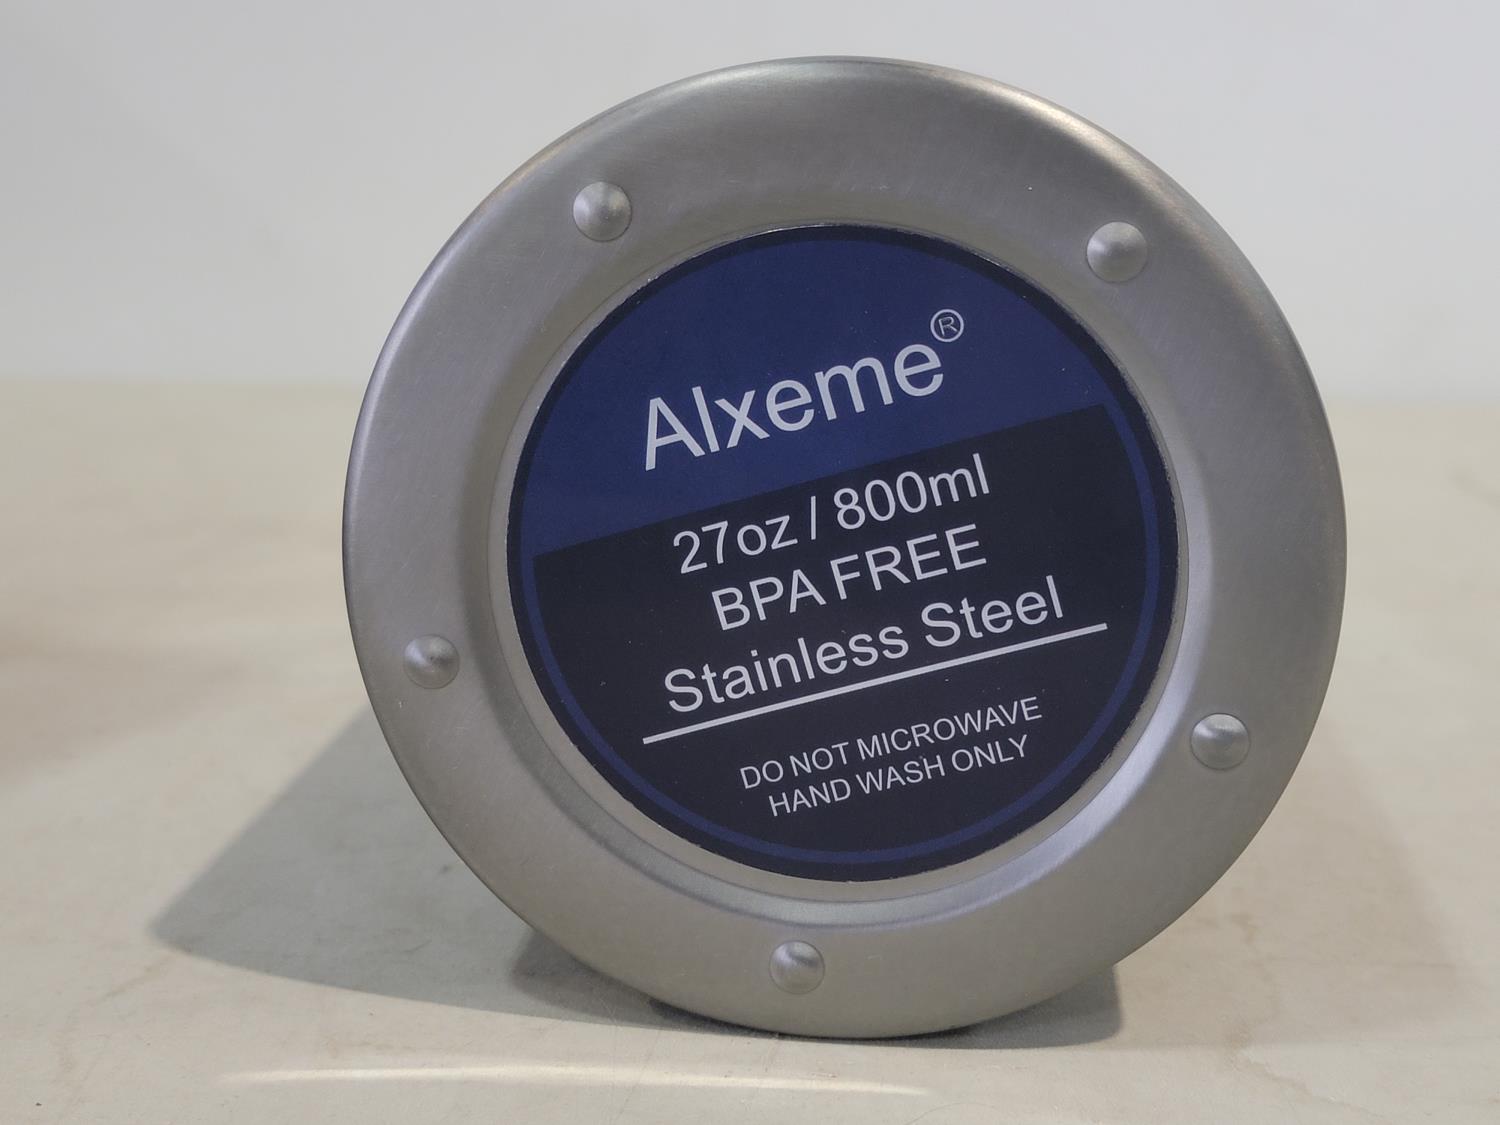 Alxeme®
27oz / 800ml
BPA FREE
Stainless Steel
DO NOT MICROWAVE
HAND WASH ONLY